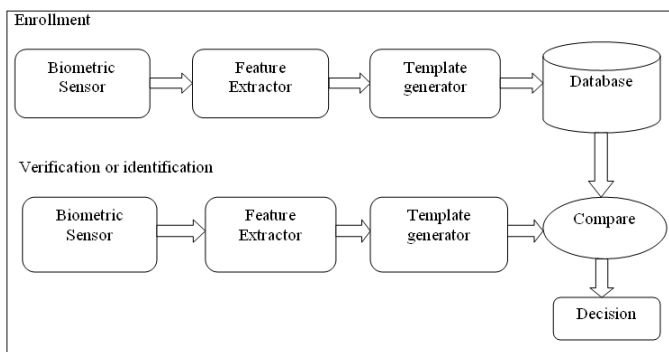 Enrollment
Biometric
Sensor
Feature
Extractor
Template
generator
Database
Verification or identification
Biometric
Sensor
Feature
Extractor
Template
generator
Compare
Decision